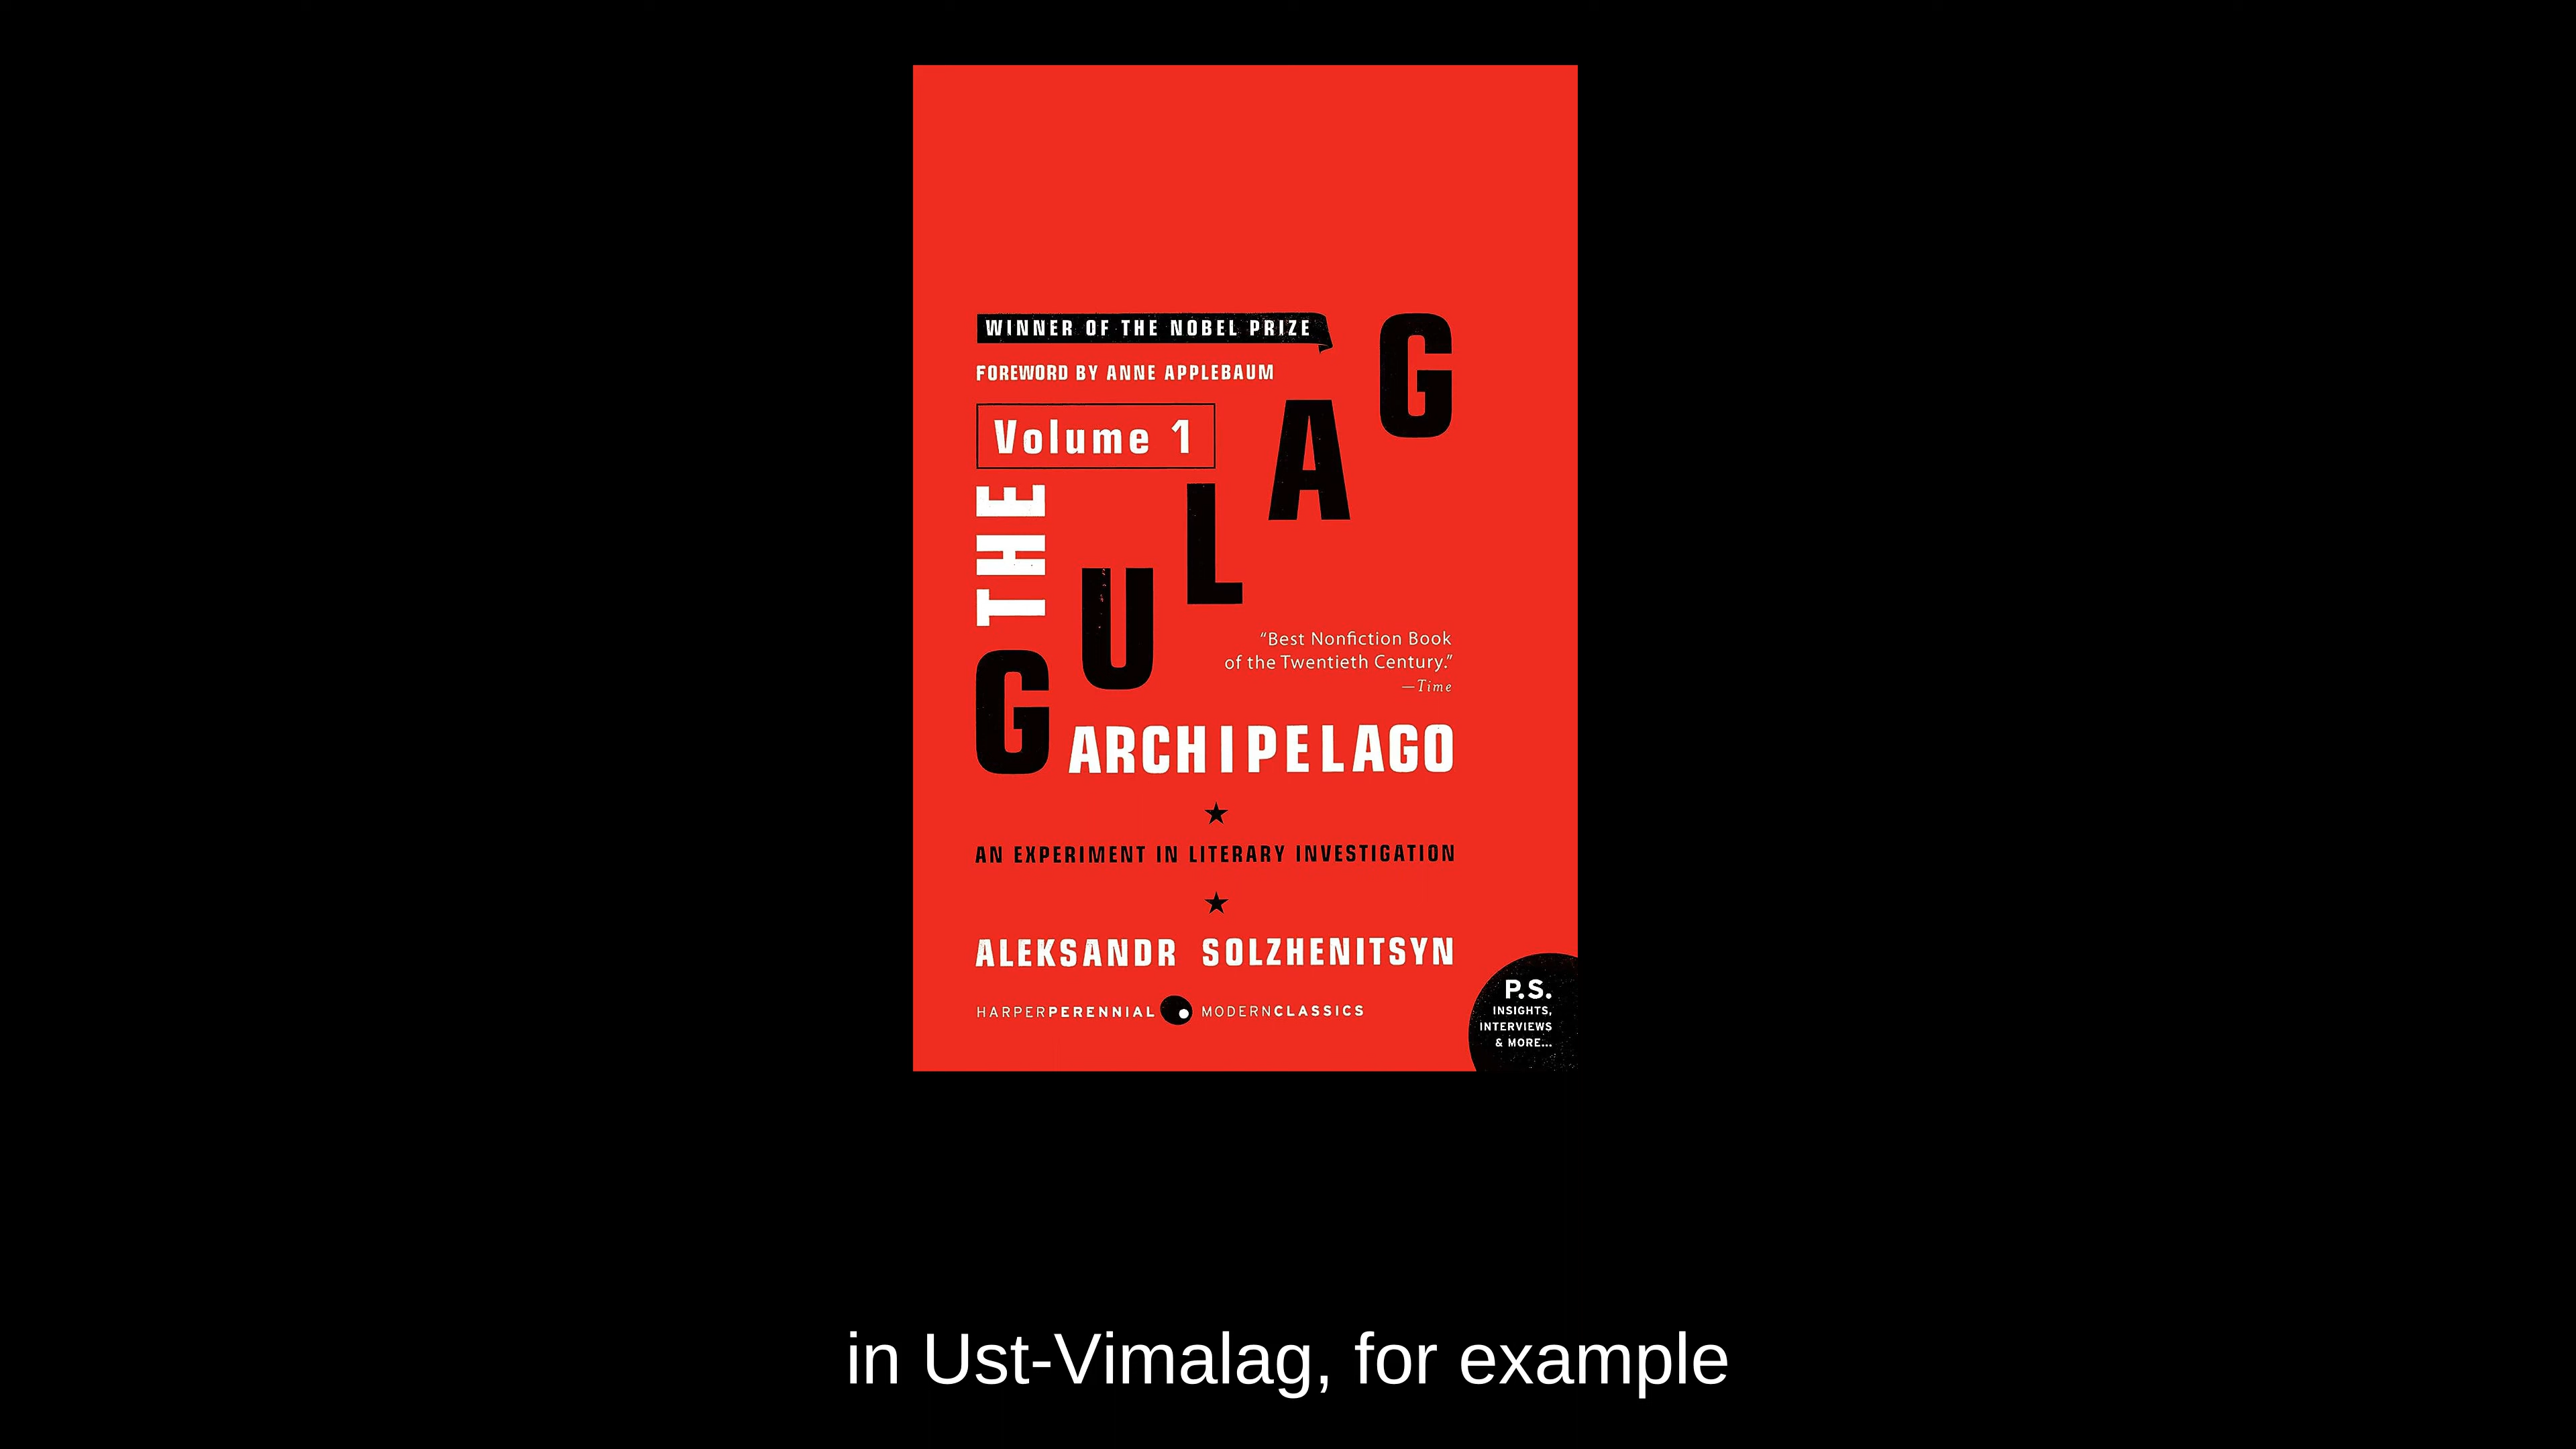 WINNER OF THE NOBEL PRIZE
FOREWORD BY ANNE APPLEBAUM
Volume 1
THE
GULAG
"Best Nonfiction Book
of the Twentieth Century."
—Time
ARCHIPELAGO
AN EXPERIMENT IN LITERARY INVESTIGATION
ALEKSANDR SOLZHENITSYN
HARPERPERENNIAL MODERNCLASSICS
P.S.
INSIGHTS,
INTERVIEWS
& MORE...
in Ust-Vimalag, for example